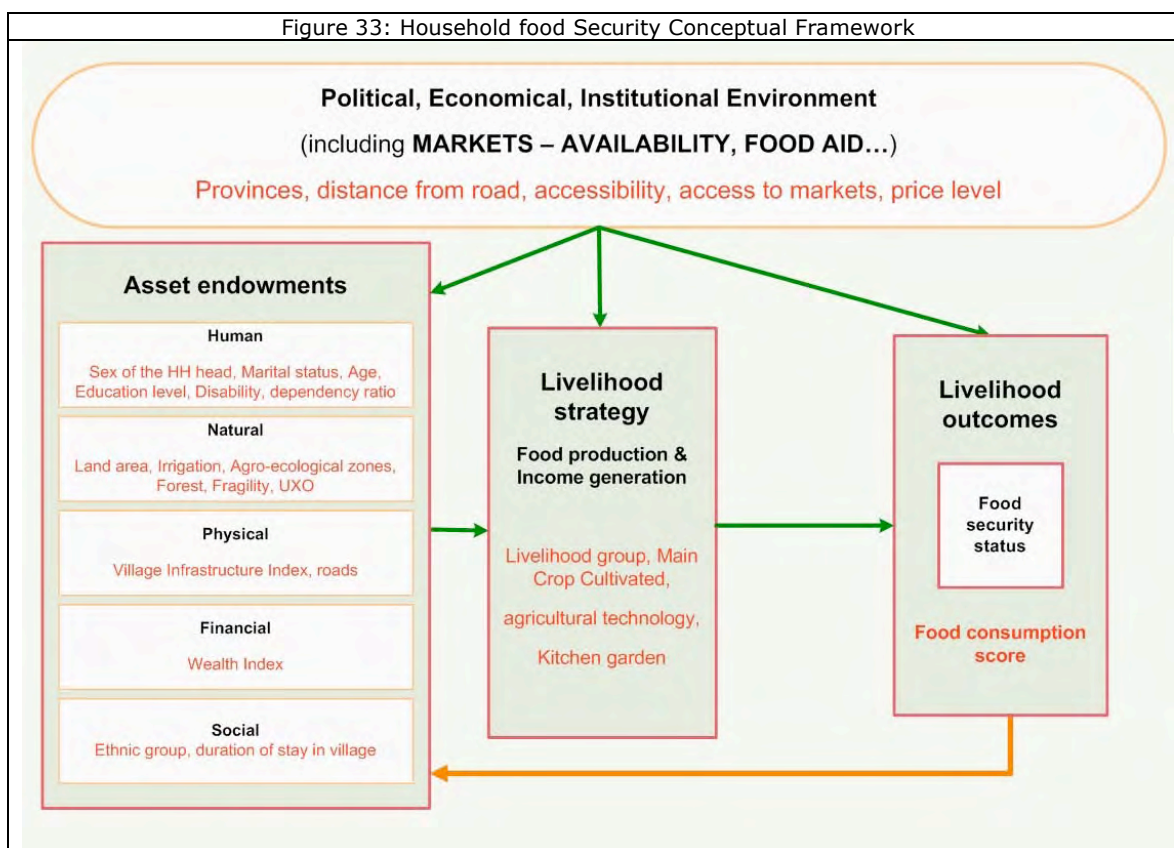 Figure 33: Household food Security Conceptual Framework
Political, Economical, Institutional Environment
(including MARKETS – AVAILABILITY, FOOD AID…)
Provinces, distance from road, accessibility, access to markets, price level
Asset endowments
Human
Sex of the HH head, Marital status, Age,
Education level, Disability, dependency ratio
Natural
Land area, Irrigation, Agro-ecological zones,
Forest, Fragility, UXO
Physical
Village Infrastructure Index, roads
Financial
Wealth Index
Social
Ethnic group, duration of stay in village
Livelihood
strategy
Food production &
Income generation
Livelihood group, Main
Crop Cultivated,
agricultural technology,
Kitchen garden
Livelihood
outcomes
Food
security
status
Food consumption
score